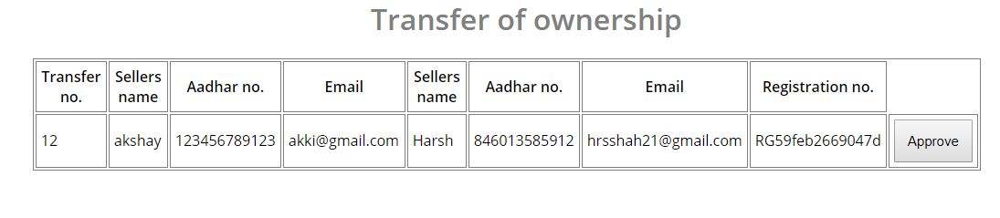 Transfer of ownership
Transfer no. Sellers name Aadhar no. Email Sellers name Aadhar no. Email Registration no.
12 akshay 123456789123 akki@gmail.com Harsh 846013585912 hrsshah21@gmail.com RG59feb2669047d Approve